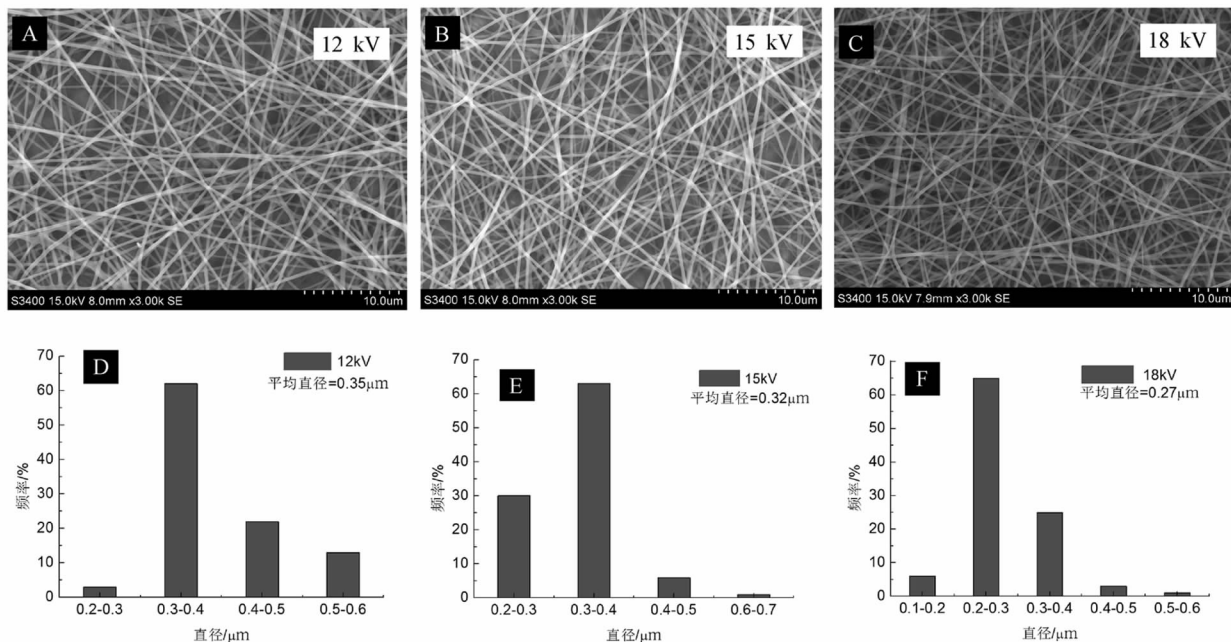 A
12 kV
S3400 15.0kV 8.0mm x3.00k SE
10.0um
B
15 kV
S3400 15.0kV 8.0mm x3.00k SE
10.0um
C
18 kV
S3400 15.0kV 7.9mm x3.00k SE
10.0um
D
12kV
平均直径=0.35μm
频率/%
70
60
50
40
30
20
10
0
0.2-0.3 0.3-0.4 0.4-0.5 0.5-0.6
直径/μm
E
15kV
平均直径=0.32μm
频率/%
70
60
50
40
30
20
10
0
0.2-0.3 0.3-0.4 0.4-0.5 0.6-0.7
直径/μm
F
18kV
平均直径=0.27μm
频率/%
70
60
50
40
30
20
10
0
0.1-0.2 0.2-0.3 0.3-0.4 0.4-0.5 0.5-0.6
直径/μm